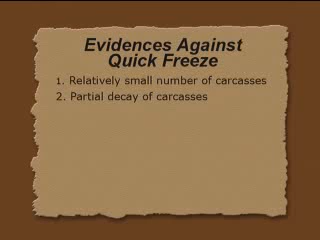 Evidences Against
Quick Freeze
1. Relatively small number of carcasses
2. Partial decay of carcasses